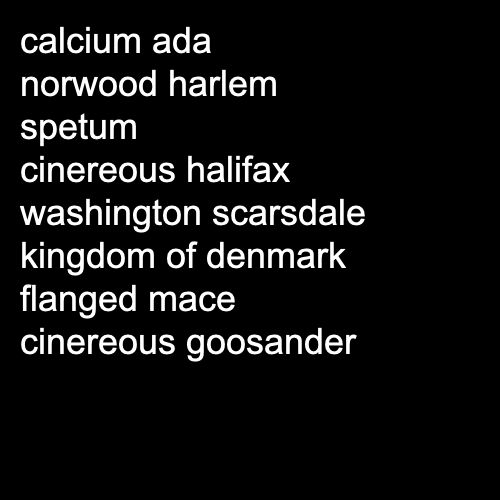 calcium ada
norwood harlem
spetum
cinereous halifax
washington scarsdale
kingdom of denmark
flanged mace
cinereous goosander